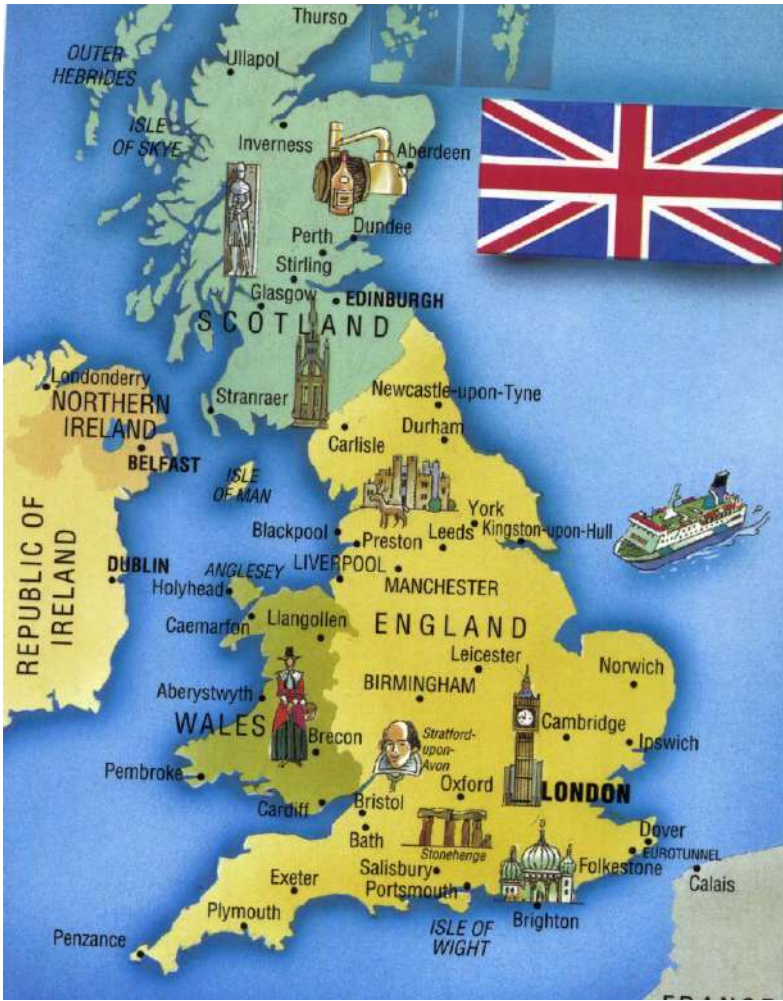 Thurso
OUTER
HEBRIDES
Ullapol
ISLE
OF SKYE
Inverness
Aberdeen
Dundee
Perth
Stirling
Glasgow
EDINBURGH
SCOTLAND
Londonderry
NORTHERN
IRELAND
BELFAST
Stranraer
Newcastle-upon-Tyne
Carlisle
Durham
ISLE
OF MAN
York
Blackpool
Preston
Leeds
Kingston-upon-Hull
REPUBLIC OF
IRELAND
DUBLIN
ANGLESEY
LIVERPOOL
Holyhead
MANCHESTER
Caernarfon
Llangollen
ENGLAND
Leicester
Norwich
Aberystwyth
BIRMINGHAM
WALES
Brecon
Stratford-
upon-
Avon
Cambridge
Ipswich
Pembroke
Cardiff
Bristol
Oxford
LONDON
Bath
Stonehenge
Dover
EUROTUNNEL
Folkestone
Calais
Salisbury
Portsmouth
Exeter
Plymouth
ISLE OF
WIGHT
Brighton
Penzance